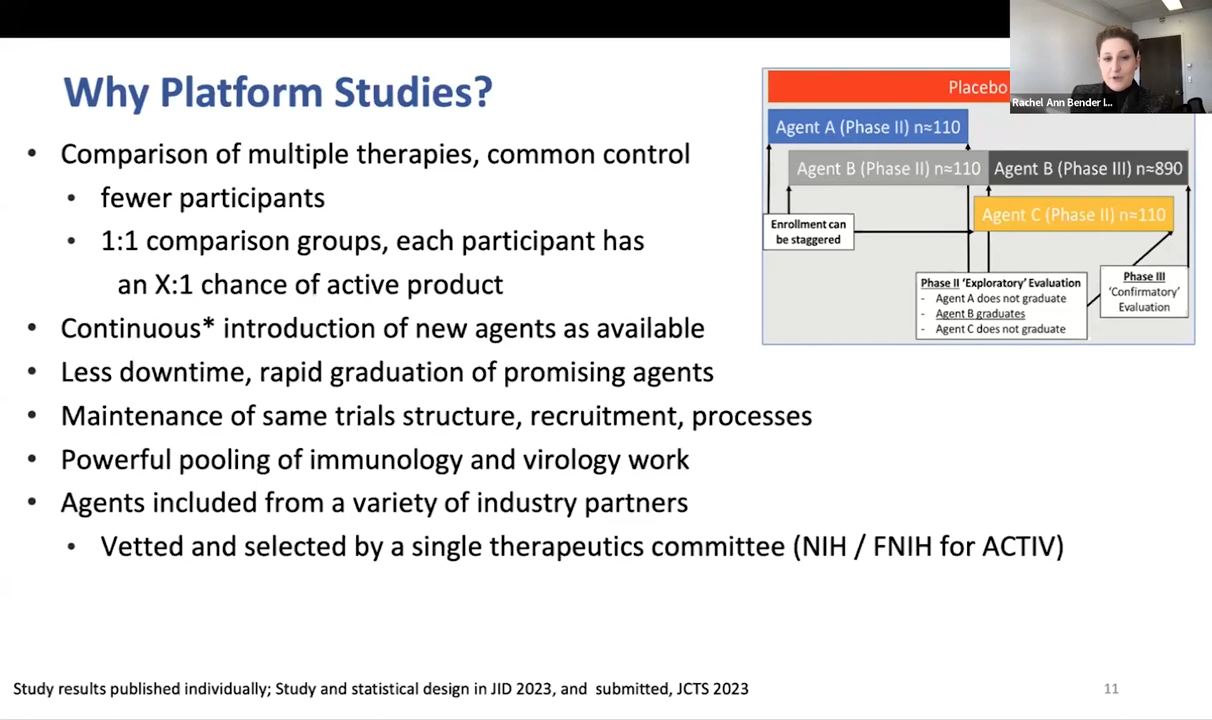 Why Platform Studies?
• Comparison of multiple therapies, common control
• fewer participants
• 1:1 comparison groups, each participant has
an X:1 chance of active product
• Continuous* introduction of new agents as available
• Less downtime, rapid graduation of promising agents
• Maintenance of same trials structure, recruitment, processes
• Powerful pooling of immunology and virology work
• Agents included from a variety of industry partners
• Vetted and selected by a single therapeutics committee (NIH / FNIH for ACTIV)
Placebo
Rachel Ann Bender I...
Agent A (Phase II) n≈110
Agent B (Phase II) n≈110
Agent B (Phase III) n≈890
Agent C (Phase II) n≈110
Enrollment can
be staggered
Phase II 'Exploratory' Evaluation
- Agent A does not graduate
- Agent B graduates
- Agent C does not graduate
Phase III
'Confirmatory'
Evaluation
Study results published individually; Study and statistical design in JID 2023, and submitted, JCTS 2023
11